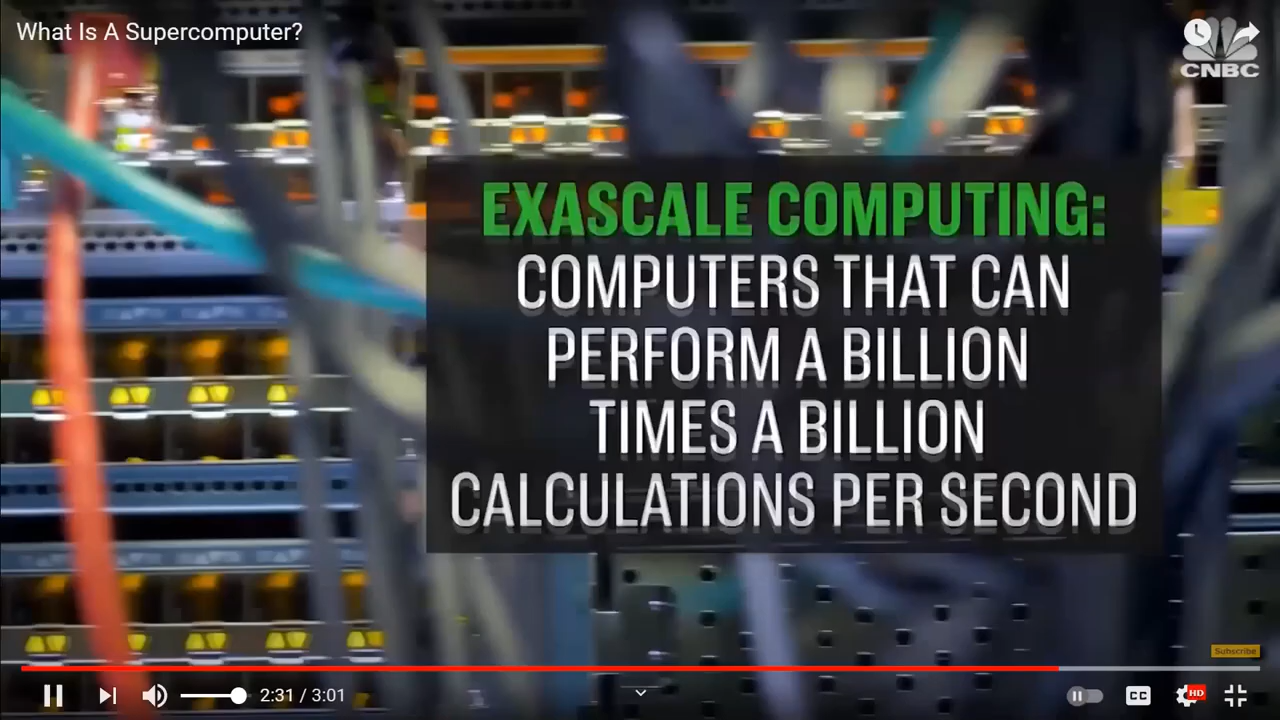 What Is A Supercomputer?
CNBC
EXASCALE COMPUTING:
COMPUTERS THAT CAN
PERFORM A BILLION
TIMES A BILLION
CALCULATIONS PER SECOND
Subscribe
2:31 / 3:01
CC
HD